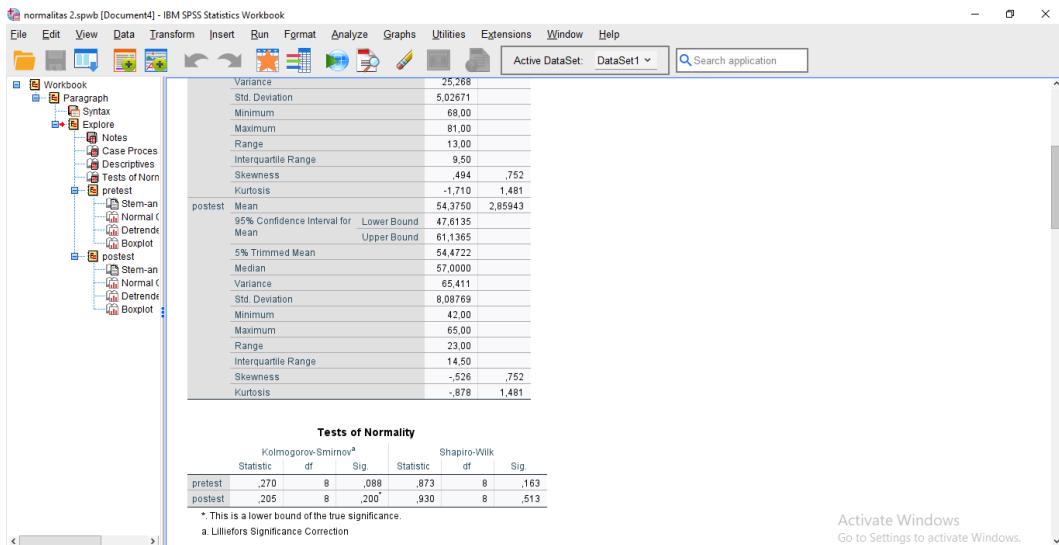 normalitas 2.spwb [Document4] - IBM SPSS Statistics Workbook
File Edit View Data Transform Insert Run Format Analyze Graphs Utilities Extensions Window Help
Active DataSet: DataSet1
Search application
Workbook
Paragraph
Syntax
Explore
Notes
Case Proces
Descriptives
Tests of Norn
pretest
Stem-an
Normal
Detrende
Boxplot
postest
Stem-an
Normal
Detrende
Boxplot
Variance 25,268
Std. Deviation 5,02671
Minimum 68,00
Maximum 81,00
Range 13,00
Interquartile Range 9,50
Skewness ,494 ,752
Kurtosis -1,710 1,481
postest Mean 54,3750 2,85943
95% Confidence Interval for Mean Lower Bound 47,6135
Upper Bound 61,1365
5% Trimmed Mean 54,4722
Median 57,0000
Variance 65,411
Std. Deviation 8,08769
Minimum 42,00
Maximum 65,00
Range 23,00
Interquartile Range 14,50
Skewness -,526 ,752
Kurtosis -,878 1,481
Tests of Normality
Kolmogorov-Smirnov^a Shapiro-Wilk
Statistic df Sig. Statistic df Sig.
pretest ,270 8 ,088 ,873 8 ,163
postest ,205 8 ,200* ,930 8 ,513
*. This is a lower bound of the true significance.
a. Lilliefors Significance Correction
Activate Windows
Go to Settings to activate Windows.